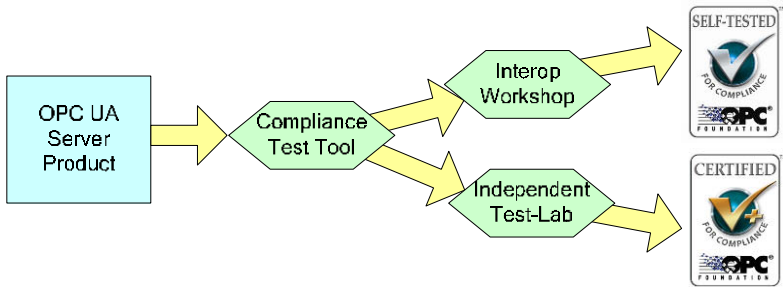 OPC UA
Server
Product
Compliance
Test Tool
Interop
Workshop
Independent
Test-Lab
SELF-TESTED
FOR COMPLIANCE
OPC®
FOUNDATION
CERTIFIED
FOR COMPLIANCE
OPC®
FOUNDATION